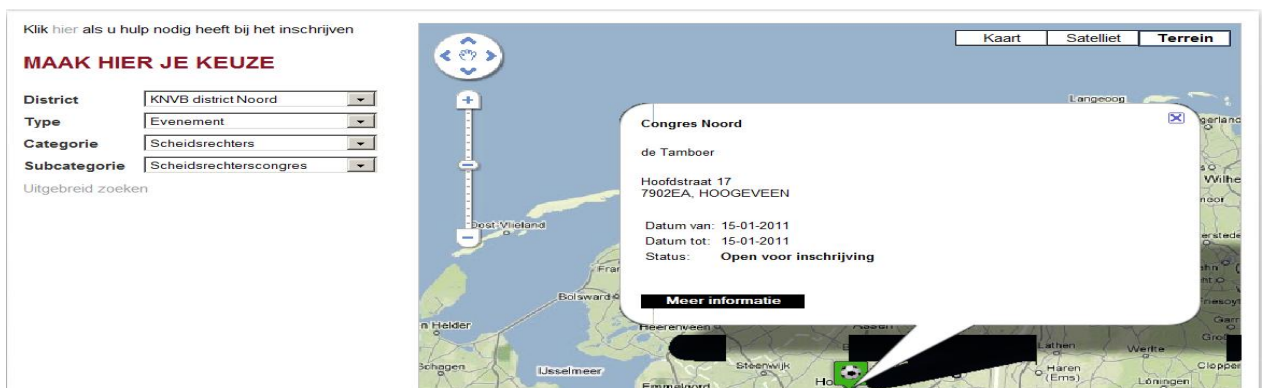 Klik hier als u hulp nodig heeft bij het inschrijven
MAAK HIER JE KEUZE
District KNVB district Noord
Type Evenement
Categorie Scheidsrechters
Subcategorie Scheidsrechterscongres
Uitgebreid zoeken
Kaart Satelliet Terrein
Langeoog
Congres Noord
de Tamboer
Hoofdstraat 17
7902EA, HOOGEVEEN
Datum van: 15-01-2011
Datum tot: 15-01-2011
Status: Open voor inschrijving
Meer informatie
Oost-Vlieland
Bolsward
n Helder
Heerenveen
Assen
Lathen
Werlte
Schagen
IJsselmeer
Steenwijk
Emmeloord
Haren
(Ems)
Löningen
Clopper